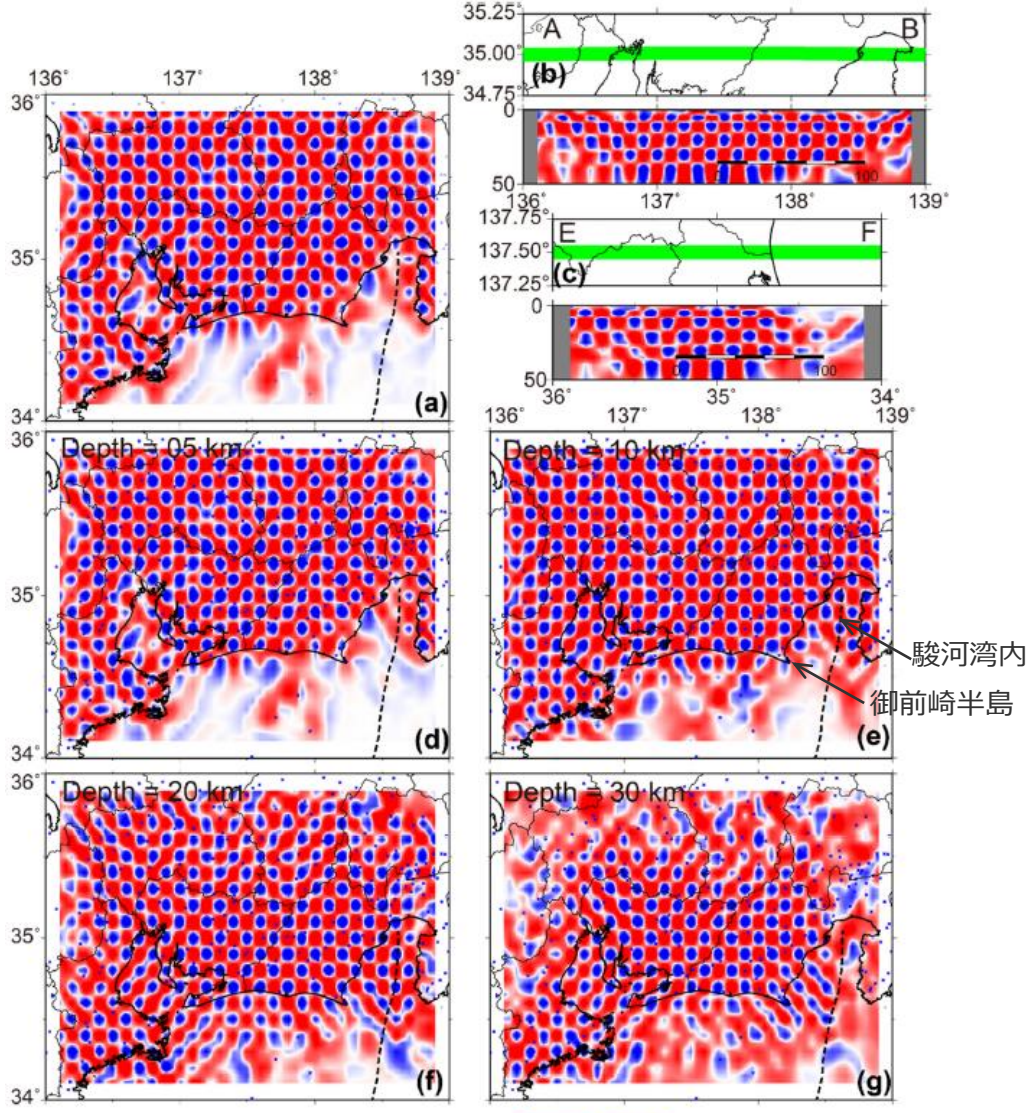 136° 137° 138° 139°
36°
35°
34°
(a)
35.25°
35.00°
34.75°
A B
(b)
0
50
0 100
136° 137° 138° 139°
137.75°
137.50°
137.25°
E F
(c)
0
50
0 100
36° 35° 34°
136° 137° 138° 139°
36°
35°
34°
Depth = 05 km
(d)
Depth = 10 km
駿河湾内
御前崎半島
(e)
36°
35°
34°
Depth = 20 km
(f)
Depth = 30 km
(g)